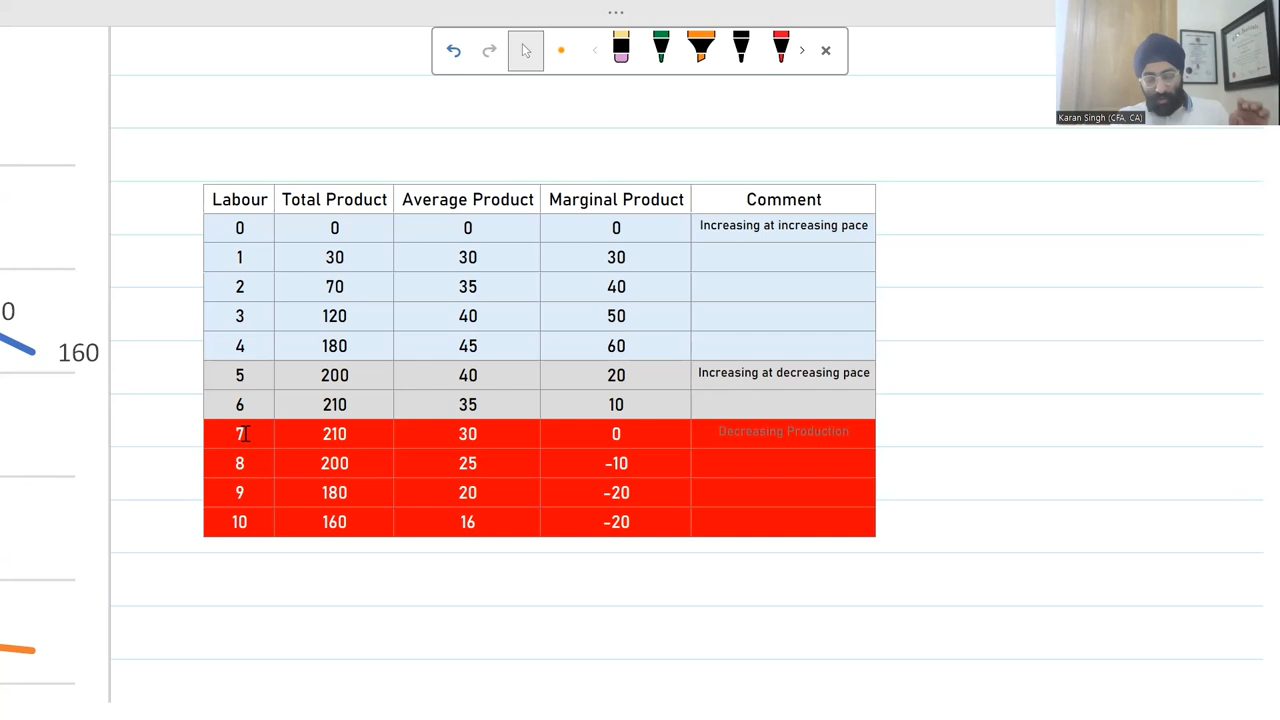 Karan Singh (CFA, CA)
0
160
Labour Total Product Average Product Marginal Product Comment
0 0 0 0 Increasing at increasing pace
1 30 30 30
2 70 35 40
3 120 40 50
4 180 45 60
5 200 40 20 Increasing at decreasing pace
6 210 35 10
7 210 30 0 Decreasing Production
8 200 25 -10
9 180 20 -20
10 160 16 -20